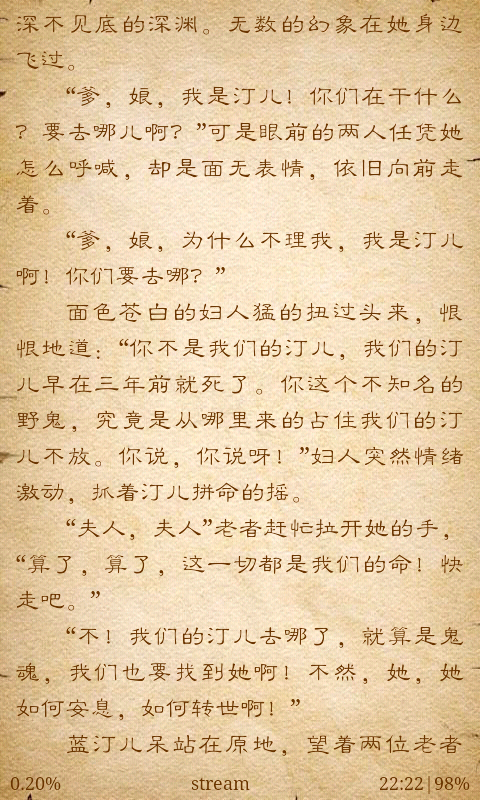 深不见底的深渊。无数的幻象在她身边
飞过。
“爹，娘，我是汀儿！你们在干什么
？要去哪儿啊？”可是眼前的两人任凭她
怎么呼喊，却是面无表情，依旧向前走
着。
“爹，娘，为什么不理我，我是汀儿
啊！你们要去哪？”
面色苍白的妇人猛的扭过头来，恨
恨地道：“你不是我们的汀儿，我们的汀
儿早在三年前就死了。你这个不知名的
野鬼，究竟是从哪里来的占住我们的汀
儿不放。你说，你说呀！”妇人突然情绪
激动，抓着汀儿拼命的摇。
“夫人，夫人”老者赶忙拉开她的手，
“算了，算了，这一切都是我们的命！快
走吧。”
“不！我们的汀儿去哪了，就算是鬼
魂，我们也要找到她啊！不然，她，她
如何安息，如何转世啊！”
蓝汀儿呆站在原地，望着两位老者
0.20% stream 22:22|98%